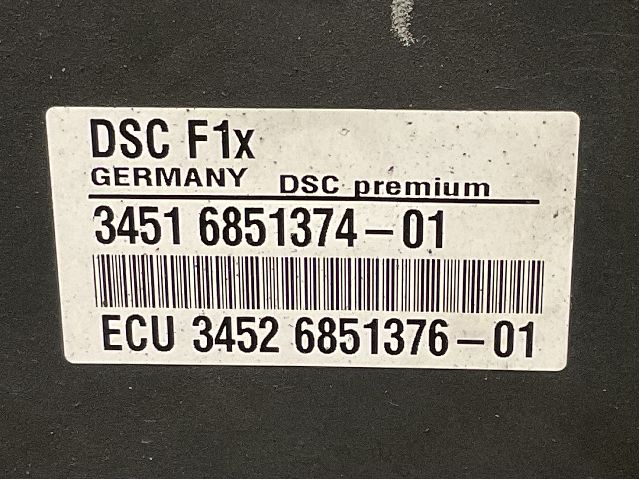 DSC F1x
GERMANY DSC premium
3451 6851374-01
ECU 3452 6851376-01